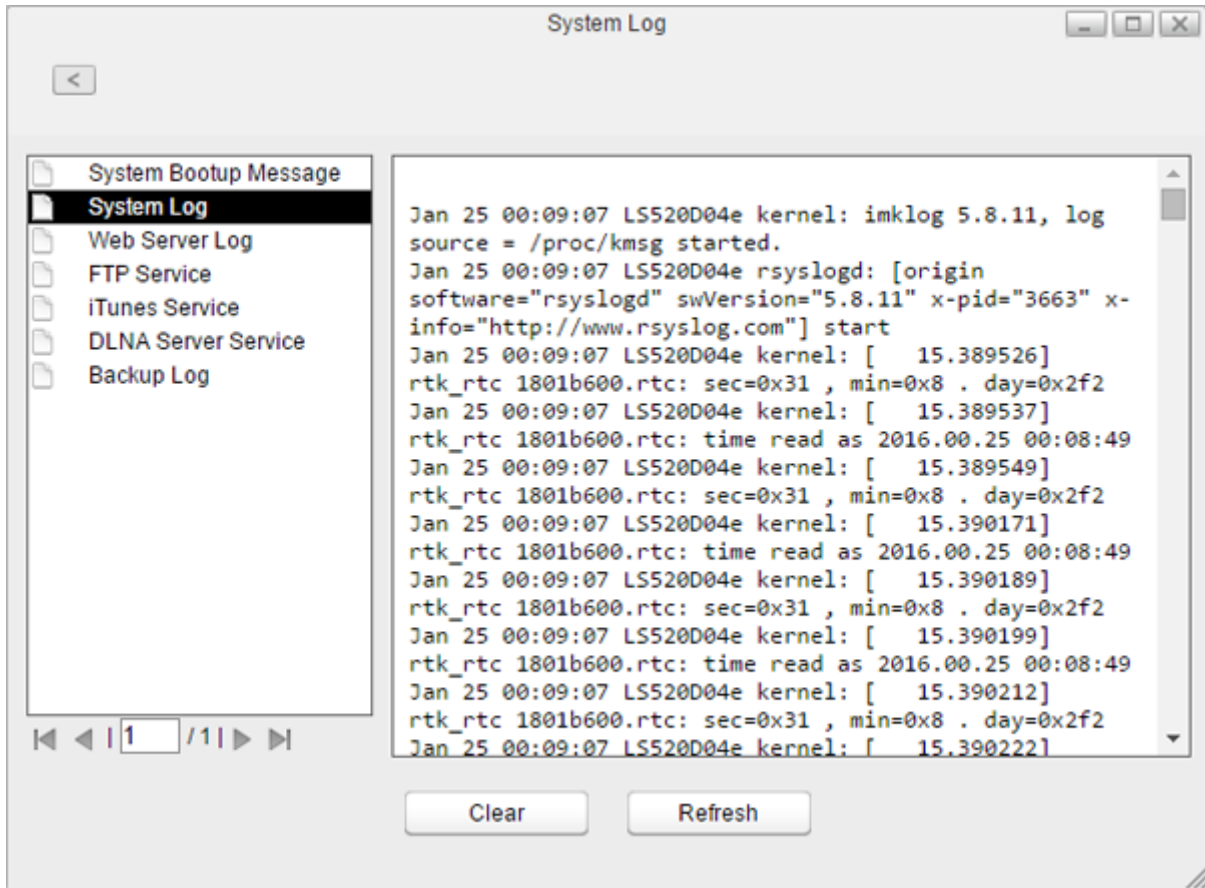 System Log
<
System Bootup Message
System Log
Web Server Log
FTP Service
iTunes Service
DLNA Server Service
Backup Log
1 / 1
Jan 25 00:09:07 LS520D04e kernel: imklog 5.8.11, log
source = /proc/kmsg started.
Jan 25 00:09:07 LS520D04e rsyslogd: [origin
software="rsyslogd" swVersion="5.8.11" x-pid="3663" x-
info="http://www.rsyslog.com"] start
Jan 25 00:09:07 LS520D04e kernel: [   15.389526]
rtk_rtc 1801b600.rtc: sec=0x31 , min=0x8 . day=0x2f2
Jan 25 00:09:07 LS520D04e kernel: [   15.389537]
rtk_rtc 1801b600.rtc: time read as 2016.00.25 00:08:49
Jan 25 00:09:07 LS520D04e kernel: [   15.389549]
rtk_rtc 1801b600.rtc: sec=0x31 , min=0x8 . day=0x2f2
Jan 25 00:09:07 LS520D04e kernel: [   15.390171]
rtk_rtc 1801b600.rtc: time read as 2016.00.25 00:08:49
Jan 25 00:09:07 LS520D04e kernel: [   15.390189]
rtk_rtc 1801b600.rtc: sec=0x31 , min=0x8 . day=0x2f2
Jan 25 00:09:07 LS520D04e kernel: [   15.390199]
rtk_rtc 1801b600.rtc: time read as 2016.00.25 00:08:49
Jan 25 00:09:07 LS520D04e kernel: [   15.390212]
rtk_rtc 1801b600.rtc: sec=0x31 , min=0x8 . day=0x2f2
Jan 25 00:09:07 LS520D04e kernel: [   15.390222]
Clear
Refresh